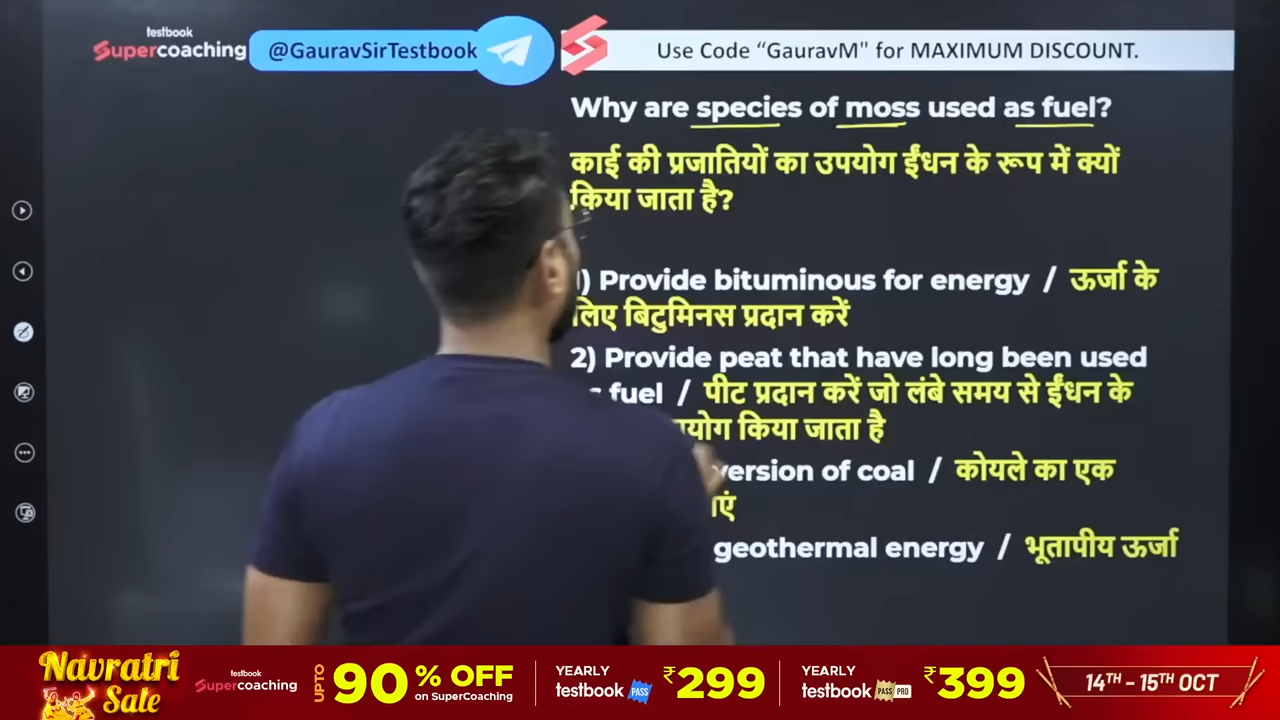 testbook
Supercoaching
@GauravSirTestbook
Use Code “GauravM" for MAXIMUM DISCOUNT.
Why are species of moss used as fuel?
काई की प्रजातियों का उपयोग ईंधन के रूप में क्यों
किया जाता है?
Provide bituminous for energy / ऊर्जा के
लिए बिटुमिनस प्रदान करें
2) Provide peat that have long been used
fuel / पीट प्रदान करें जो लंबे समय से ईंधन के
किया जाता है
version of coal / कोयले का एक
geothermal energy / भूतापीय ऊर्जा
Navratri
Sale
testbook
Supercoaching
UPTO 90% OFF
on SuperCoaching
YEARLY
testbook PASS
₹299
YEARLY
testbook PASS PRO
₹399
14TH - 15TH OCT